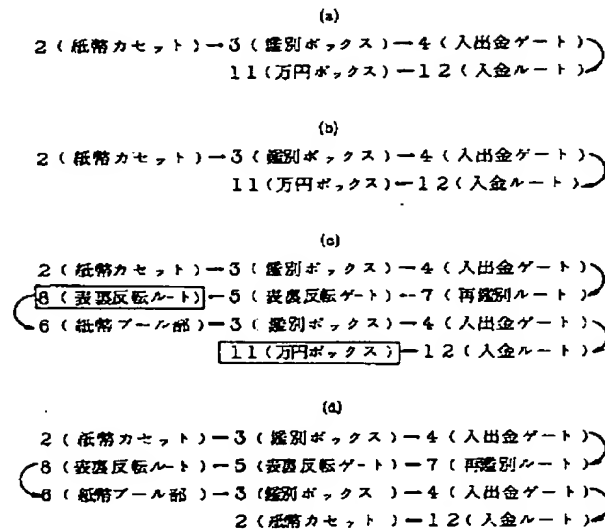 (a)
2(紙幣カセット)→3(鑑別ボックス)→4(入出金ゲート)
11(万円ボックス)←12(入金ルート)
(b)
2(紙幣カセット)→3(鑑別ボックス)→4(入出金ゲート)
11(万円ボックス)←12(入金ルート)
(c)
2(紙幣カセット)→3(鑑別ボックス)→4(入出金ゲート)
8(表裏反転ルート)←5(表裏反転ゲート)←7(再鑑別ルート)
6(紙幣プール部)→3(鑑別ボックス)→4(入出金ゲート)
11(万円ボックス)←12(入金ルート)
(d)
2(紙幣カセット)→3(鑑別ボックス)→4(入出金ゲート)
8(表裏反転ルート)←5(表裏反転ゲート)←7(再鑑別ルート)
6(紙幣プール部)→3(鑑別ボックス)→4(入出金ゲート)
2(紙幣カセット)←12(入金ルート)